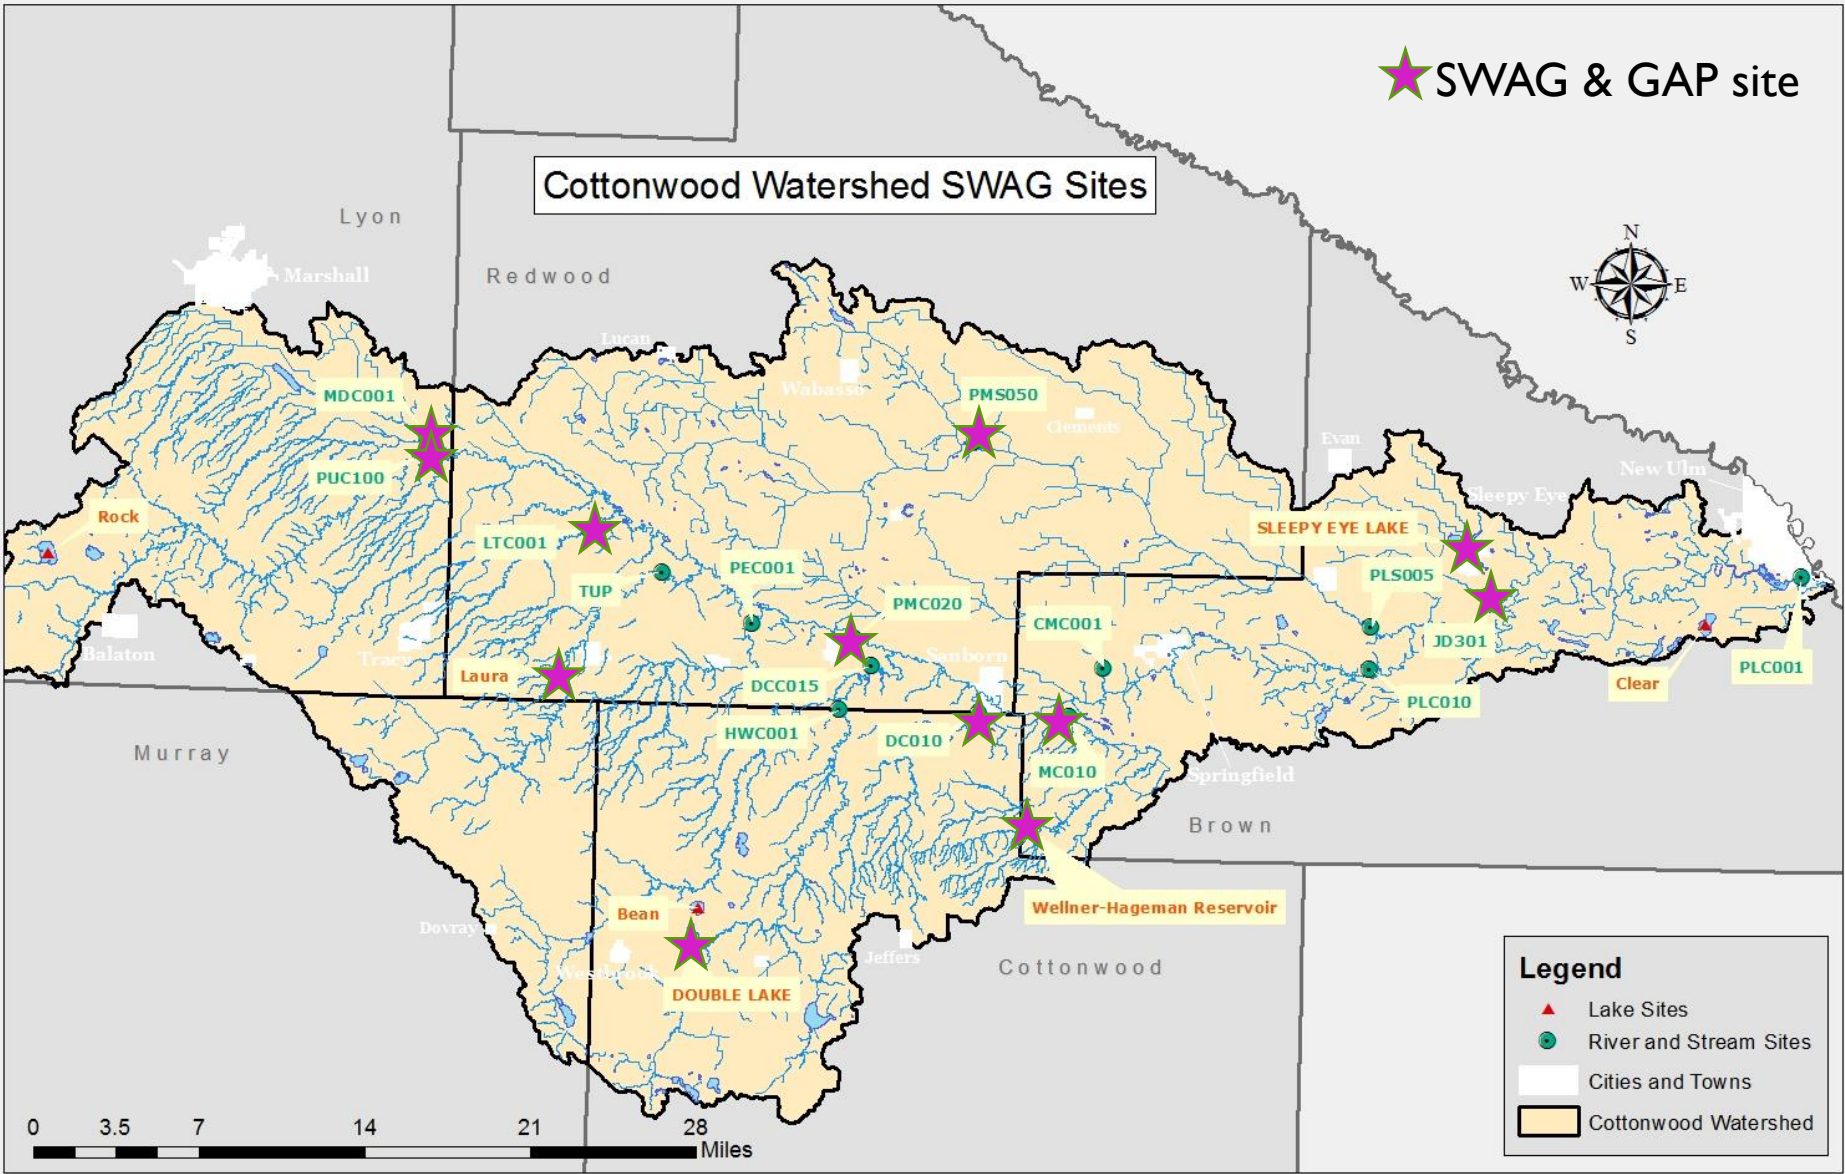 SWAG & GAP site
Cottonwood Watershed SWAG Sites
Lyon
N
Marshall
Redwood
W
E
S
Lucan
Wabasso
MDC001
PMS050
Clements
Evan
New Ulm
PUC100
Sleepy Eye
Rock
SLEEPY EYE LAKE
LTC001
PEC001
PLS005
TUP
PMC020
CMC001
JD301
Balaton
Tracy
Sanborn
PLC001
Laura
DCC015
Clear
PLC010
HWC001
DC010
Murray
MC010
Springfield
Brown
Wellner-Hageman Reservoir
Bean
Dovray
Jeffers
Westbrook
Cottonwood
DOUBLE LAKE
Legend
Lake Sites
River and Stream Sites
Cities and Towns
Cottonwood Watershed
0 3.5 7 14 21 28
Miles